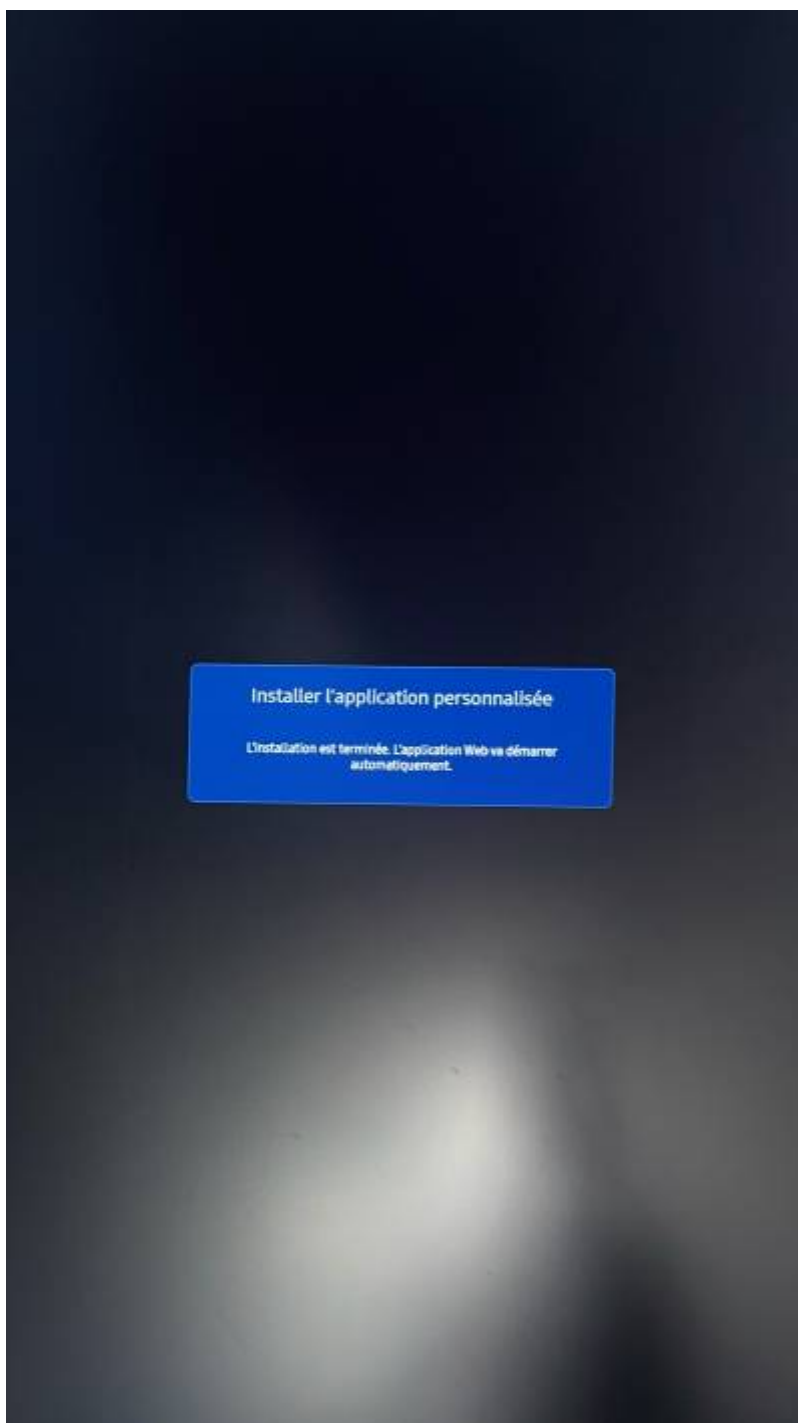 Installer l'application personnalisée
L'installation est terminée. L'application Web va démarrer
automatiquement.